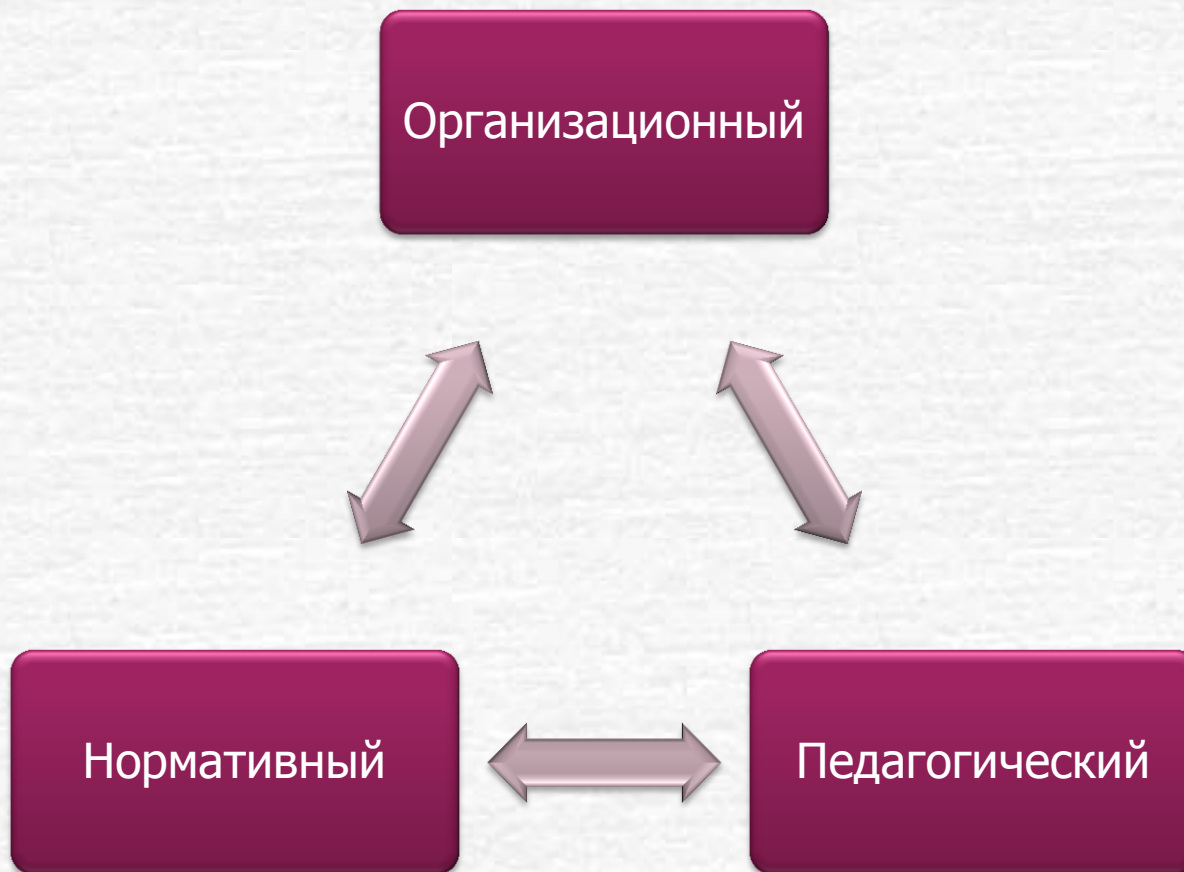 Организационный
Нормативный
Педагогический